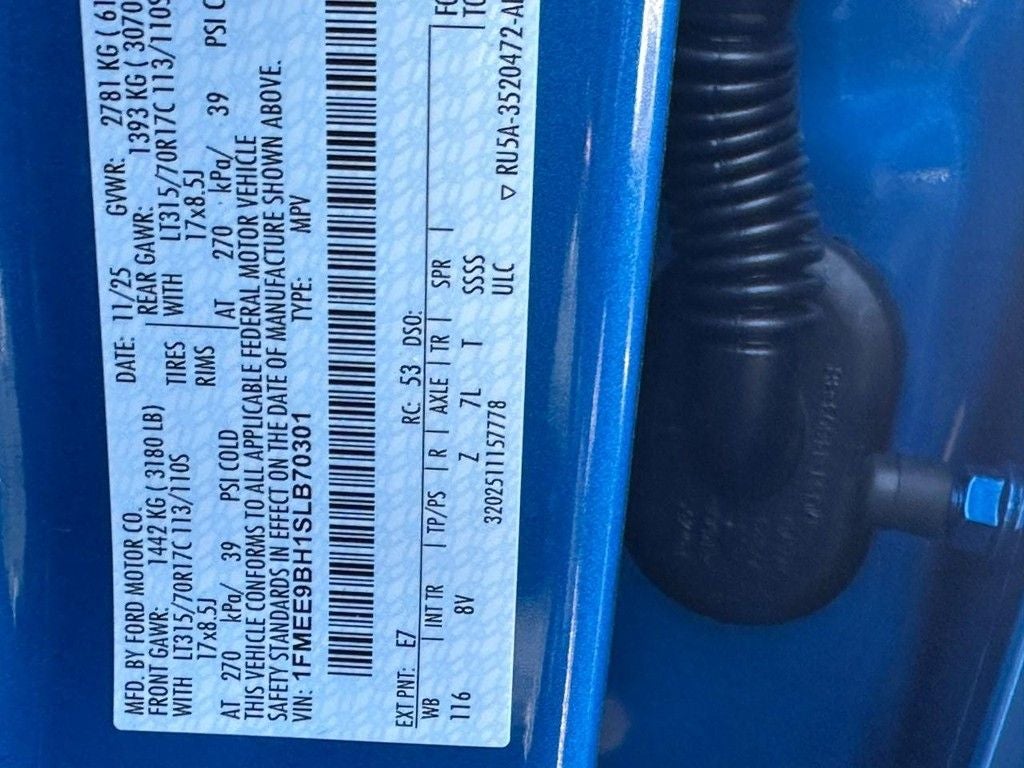 MFD. BY FORD MOTOR CO.
DATE: 11/25 GVWR: 2781 KG ( 61
FRONT GAWR: 1442 KG ( 3180 LB)
REAR GAWR: 1393 KG ( 3070
WITH LT315/70R17C 113/110S TIRES
WITH LT315/70R17C 113/110S
17x8.5J RIMS 17x8.5J
AT 270 kPa/ 39 PSI COLD
AT 270 kPa/ 39 PSI C
THIS VEHICLE CONFORMS TO ALL APPLICABLE FEDERAL MOTOR VEHICLE
SAFETY STANDARDS IN EFFECT ON THE DATE OF MANUFACTURE SHOWN ABOVE.
VIN: 1FMEE9BH1SLB70301 TYPE: MPV
EXT PNT: E7 RC: 53 DSO:
WB INT TR TP/PS R AXLE TR SPR
116 8V Z 7L T SSSS
3202511157778 ULC
▽ RU5A-3520472-A